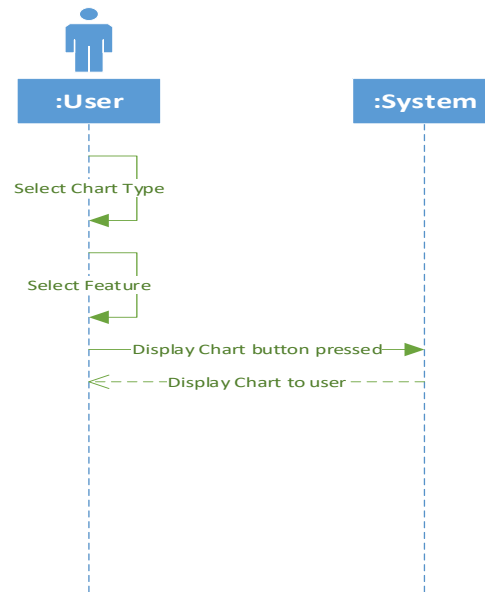 :User
:System
Select Chart Type
Select Feature
Display Chart button pressed
Display Chart to user